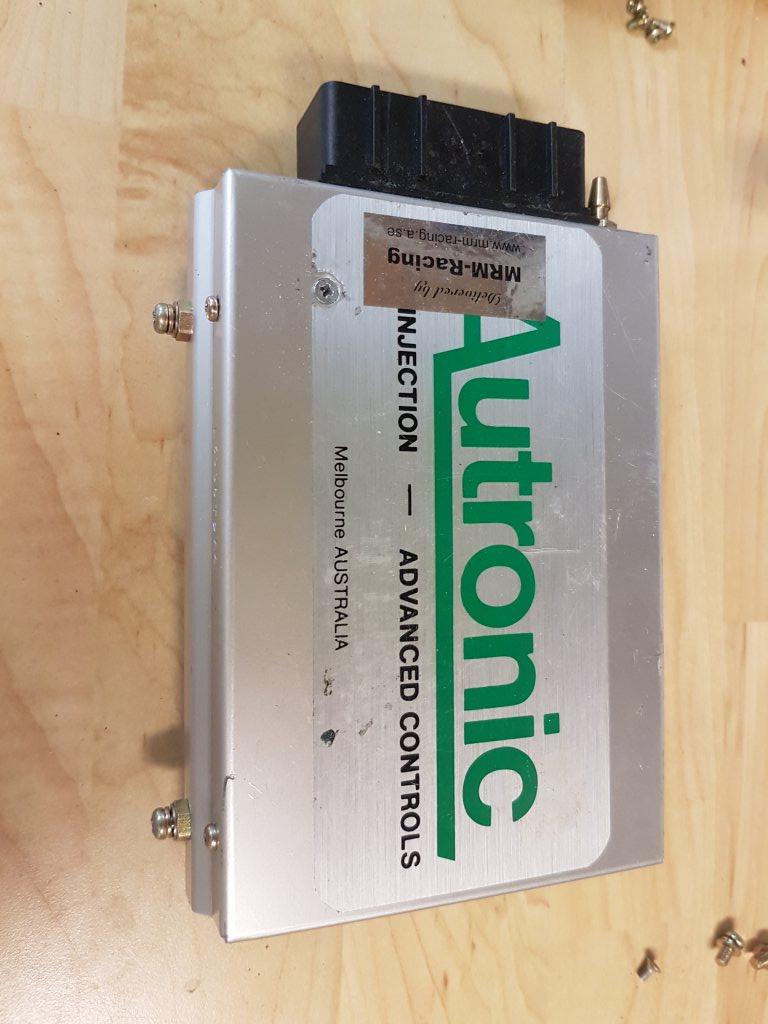 Autronic
INJECTION — ADVANCED CONTROLS
Melbourne AUSTRALIA
Delivered by
MRM-Racing
www.mrm-racing.a.se